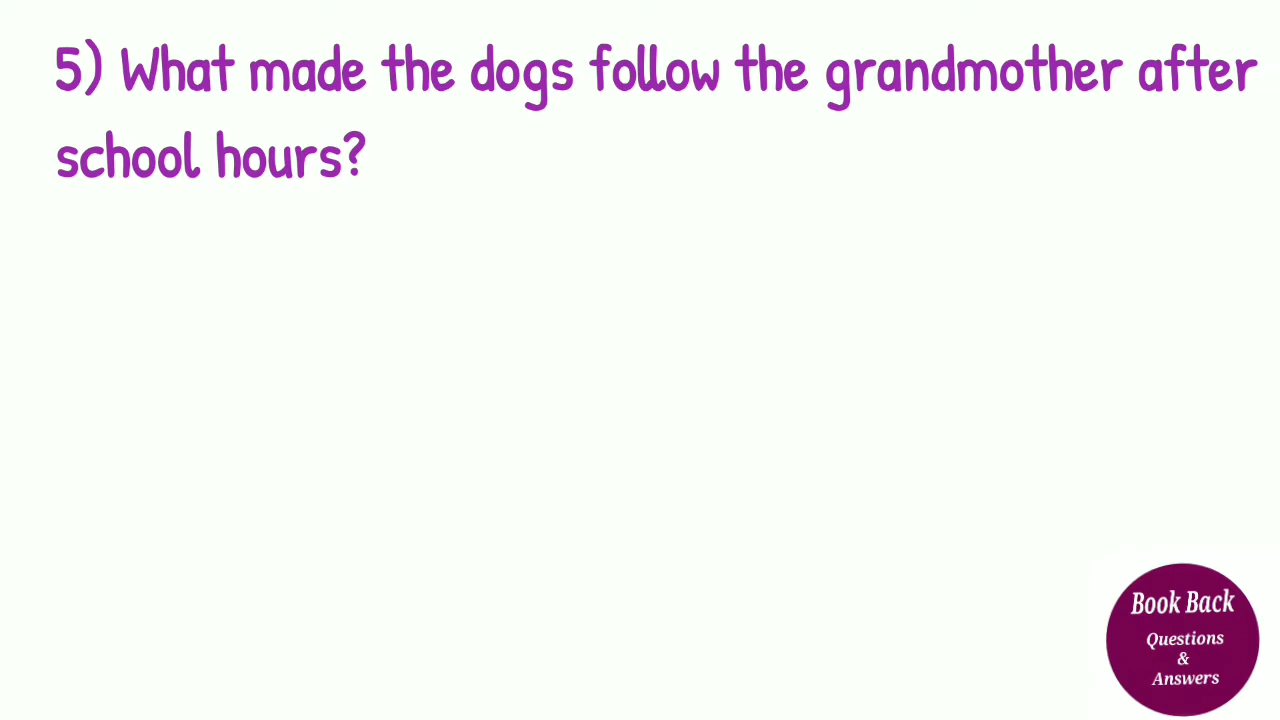 5) What made the dogs follow the grandmother after
school hours?
Book Back
Questions
&
Answers